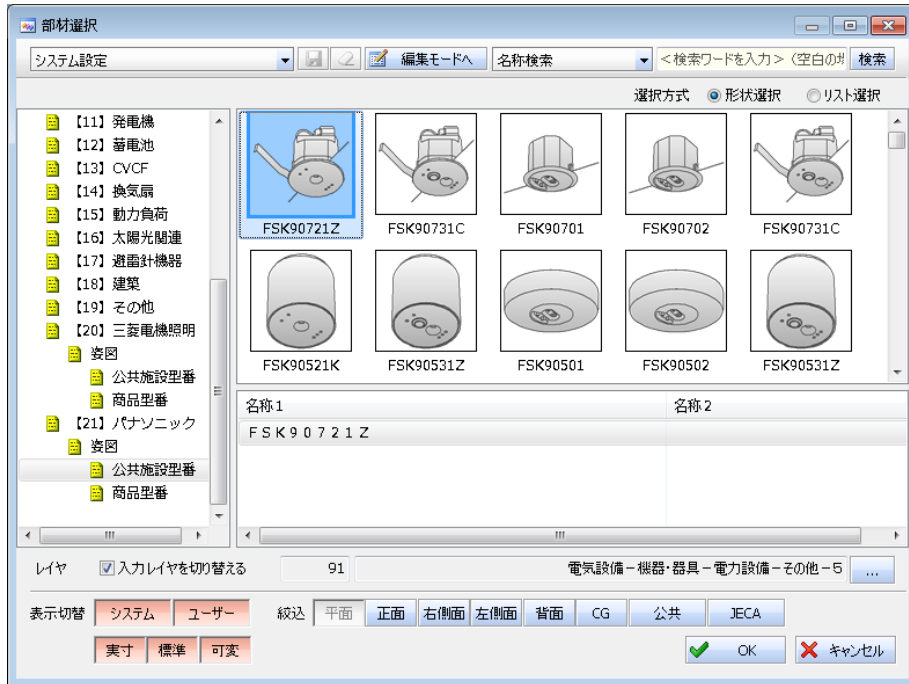 部材選択
システム設定 編集モードへ 名称検索 <検索ワードを入力>(空白の 検索
選択方式 形状選択 リスト選択
【11】発電機
【12】蓄電池
【13】CVCF
【14】換気扇
【15】動力負荷
【16】太陽光関連
【17】避雷針機器
【18】建築
【19】その他
【20】三菱電機照明
姿図
公共施設型番
商品型番
【21】パナソニック
姿図
公共施設型番
商品型番
FSK90721Z FSK90731C FSK90701 FSK90702 FSK90731C
FSK90521K FSK90531Z FSK90501 FSK90502 FSK90531Z
名称1 名称2
FSK90721Z
レイヤ 入力レイヤを切り替える 91 電気設備-機器・器具-電力設備-その他-5 ...
表示切替 システム ユーザー 絞込 平面 正面 右側面 左側面 背面 CG 公共 JECA
実寸 標準 可変 OK キャンセル